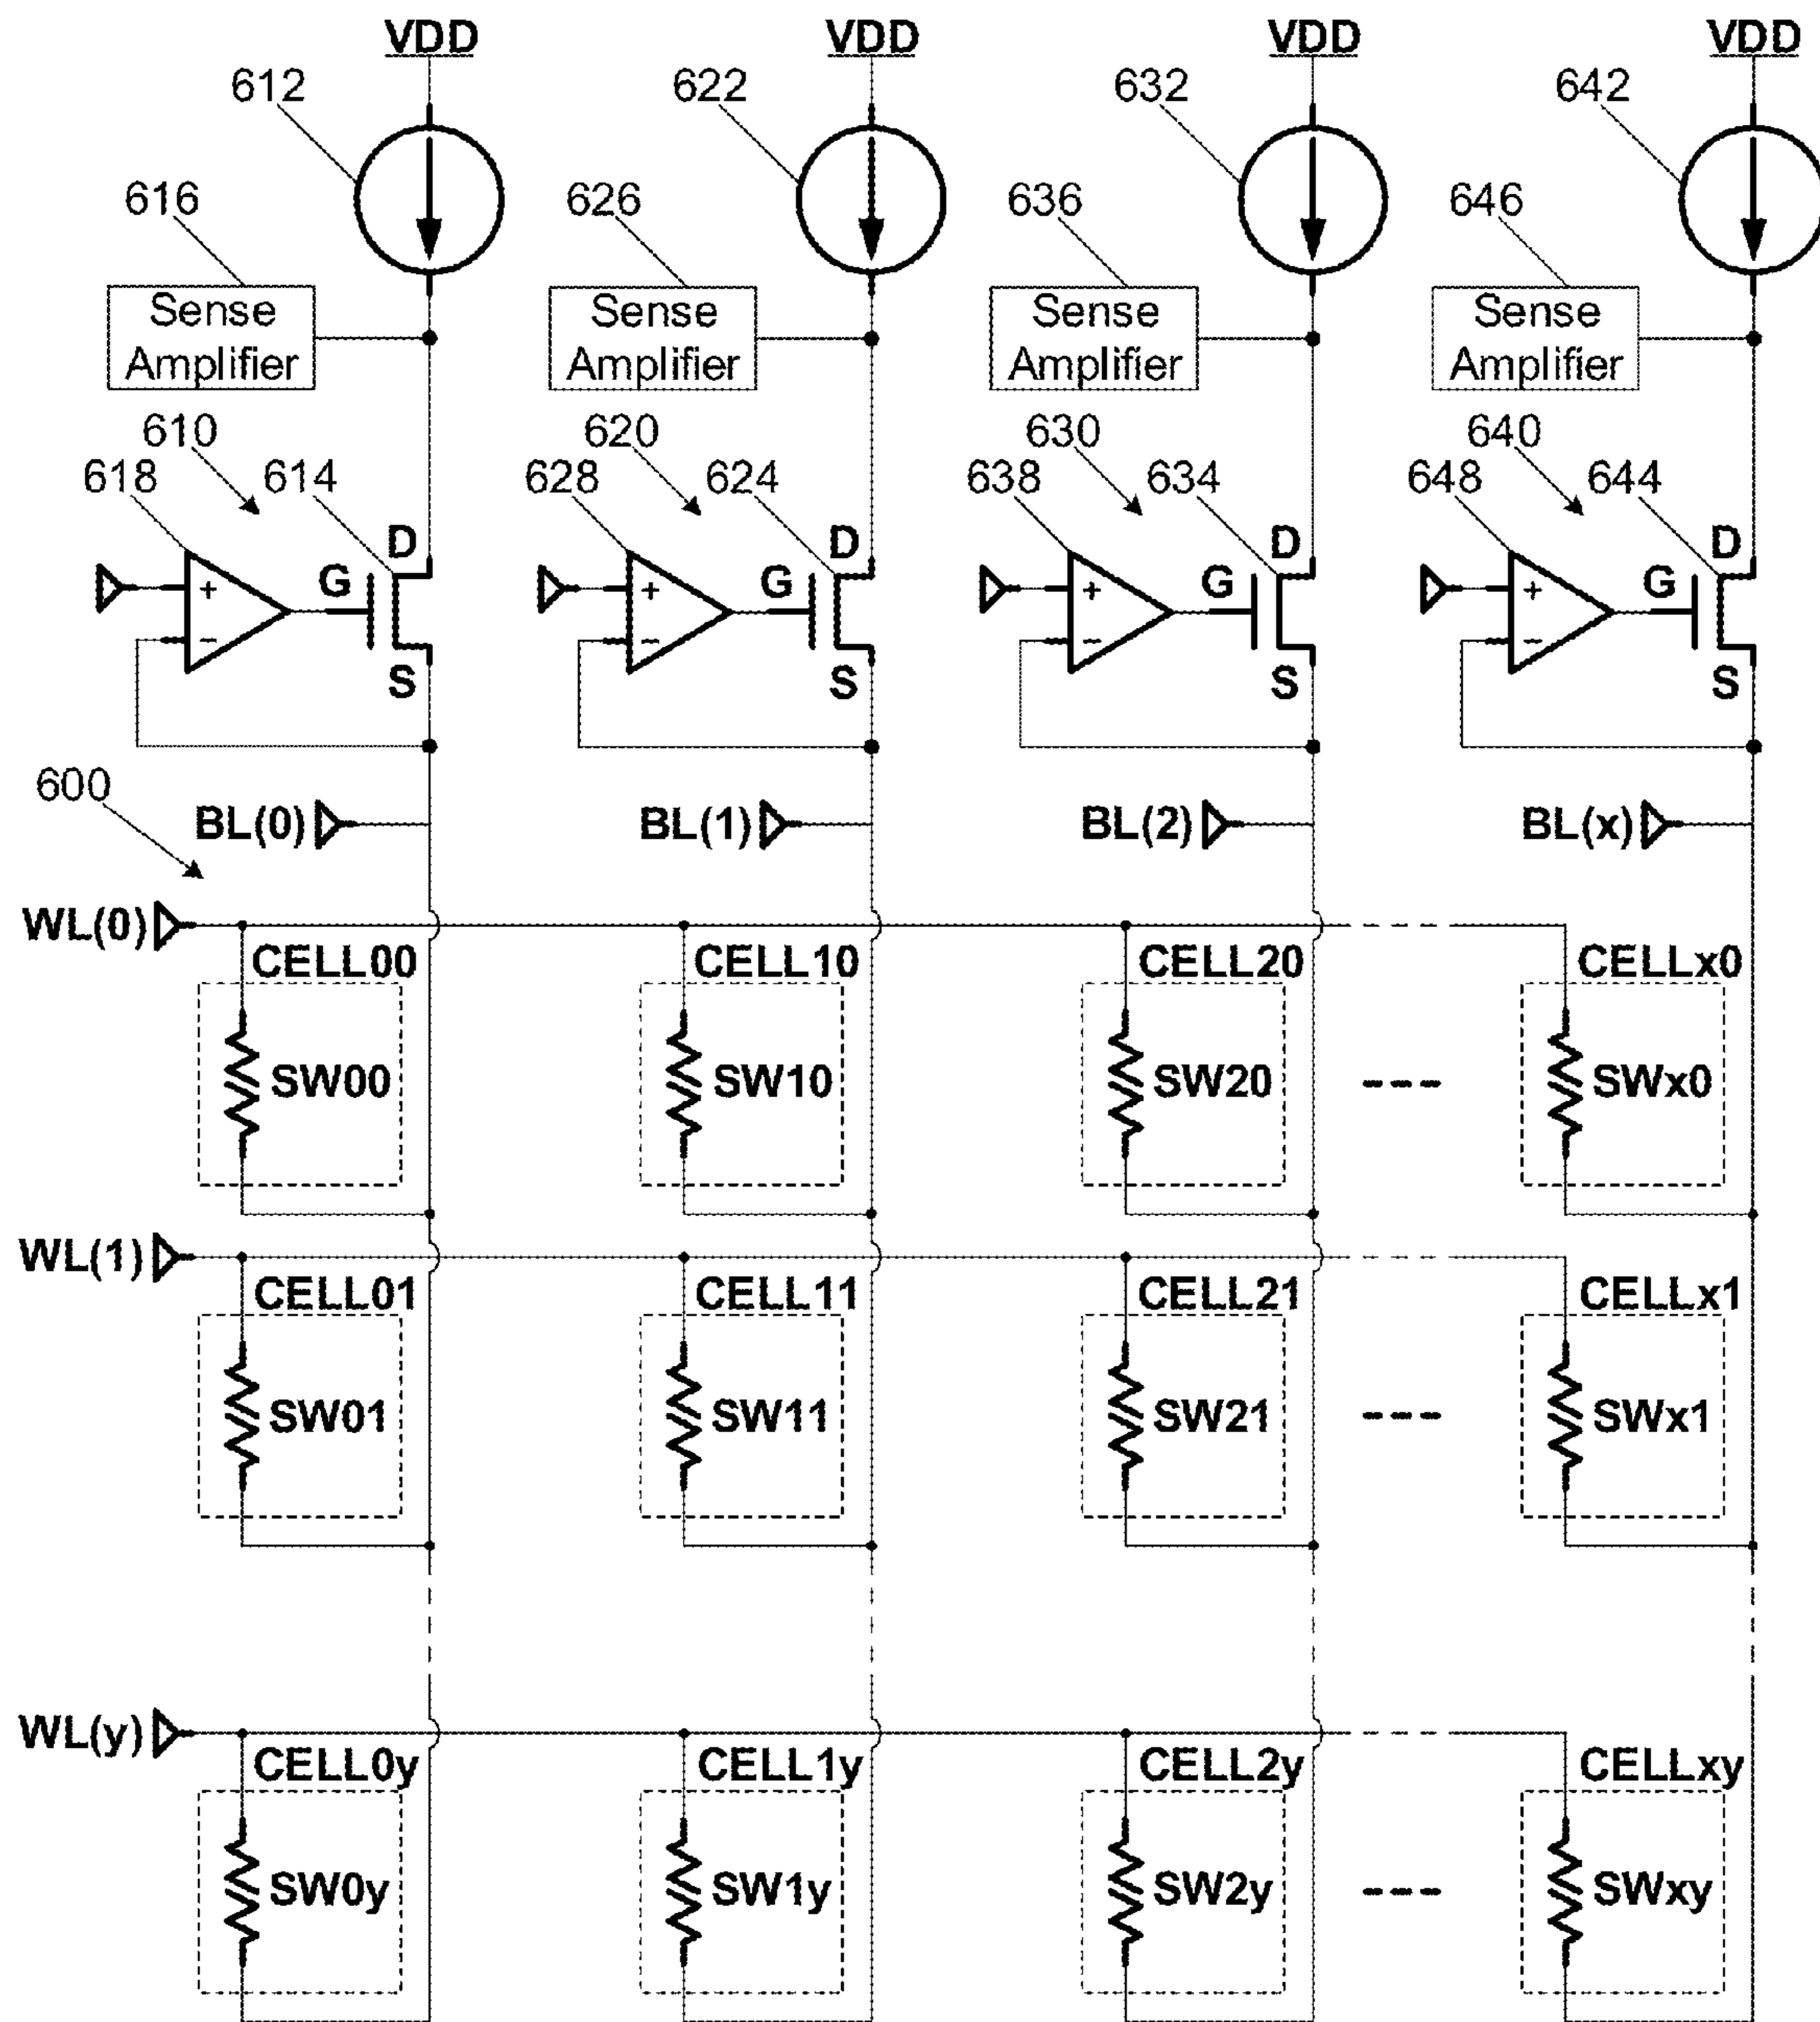 VDD VDD VDD VDD
612 622 632 642
616 626 636 646
Sense Sense Sense Sense
Amplifier Amplifier Amplifier Amplifier
610 620 630 640
618 614 628 624 638 634 648 644
D D D D
+ G + G + G + G
- - - -
S S S S
600
BL(0) BL(1) BL(2) BL(x)
WL(0)
CELL00 CELL10 CELL20 CELLx0
SW00 SW10 SW20 --- SWx0
WL(1)
CELL01 CELL11 CELL21 CELLx1
SW01 SW11 SW21 --- SWx1
WL(y)
CELL0y CELL1y CELL2y CELLxy
SW0y SW1y SW2y --- SWxy